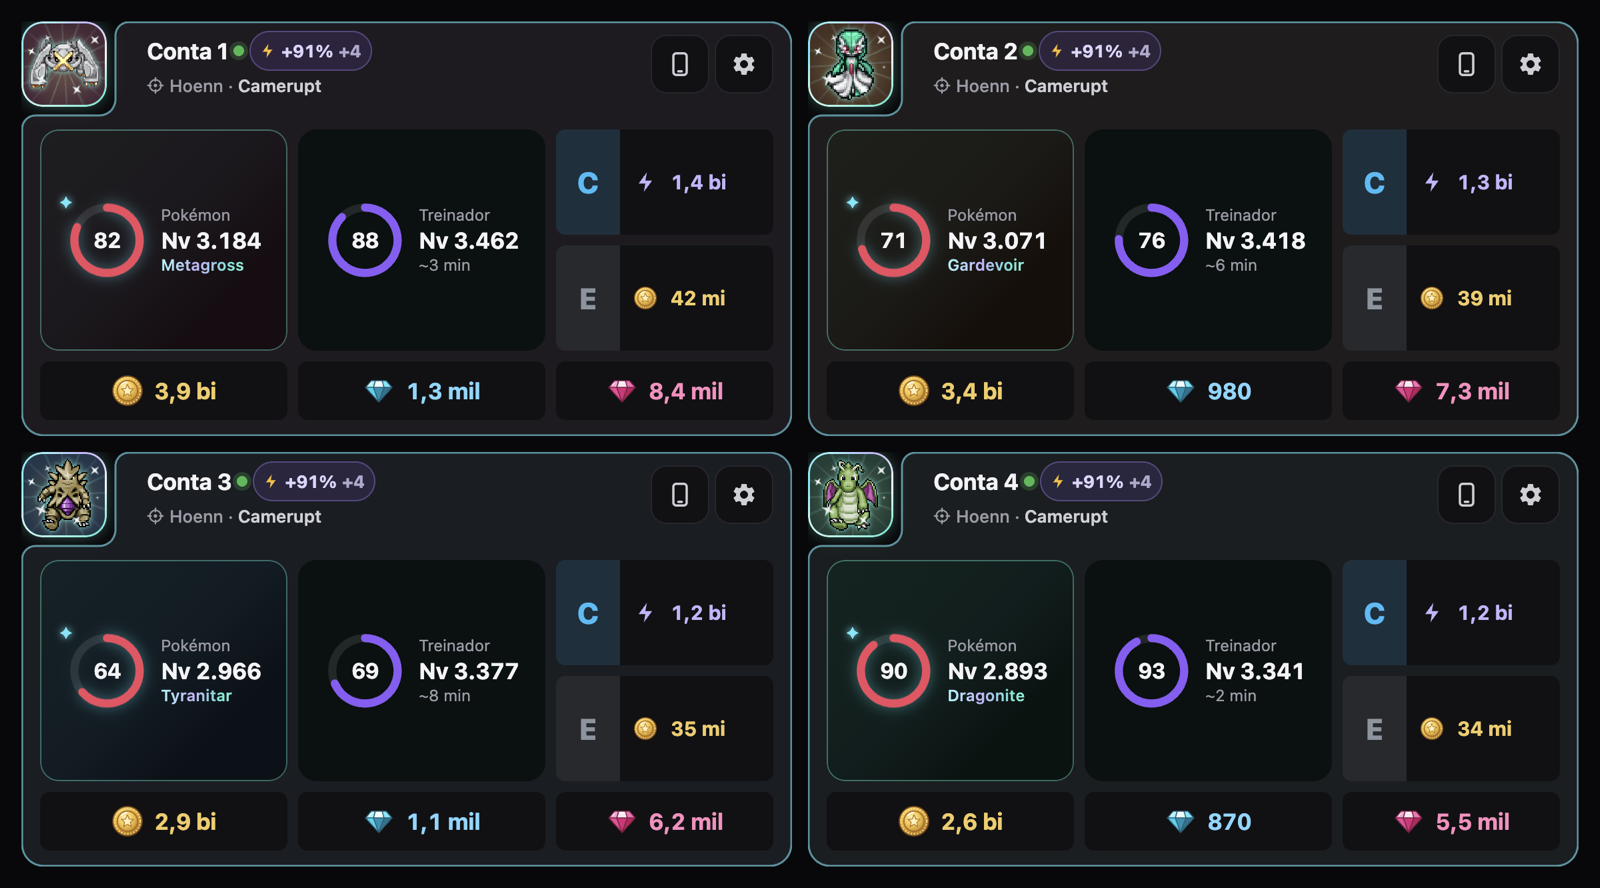 Conta 1 +91% +4
Hoenn · Camerupt
82
Pokémon
Nv 3.184
Metagross
88
Treinador
Nv 3.462
~3 min
C 1,4 bi
E 42 mi
3,9 bi
1,3 mil
8,4 mil
Conta 2 +91% +4
Hoenn · Camerupt
71
Pokémon
Nv 3.071
Gardevoir
76
Treinador
Nv 3.418
~6 min
C 1,3 bi
E 39 mi
3,4 bi
980
7,3 mil
Conta 3 +91% +4
Hoenn · Camerupt
64
Pokémon
Nv 2.966
Tyranitar
69
Treinador
Nv 3.377
~8 min
C 1,2 bi
E 35 mi
2,9 bi
1,1 mil
6,2 mil
Conta 4 +91% +4
Hoenn · Camerupt
90
Pokémon
Nv 2.893
Dragonite
93
Treinador
Nv 3.341
~2 min
C 1,2 bi
E 34 mi
2,6 bi
870
5,5 mil